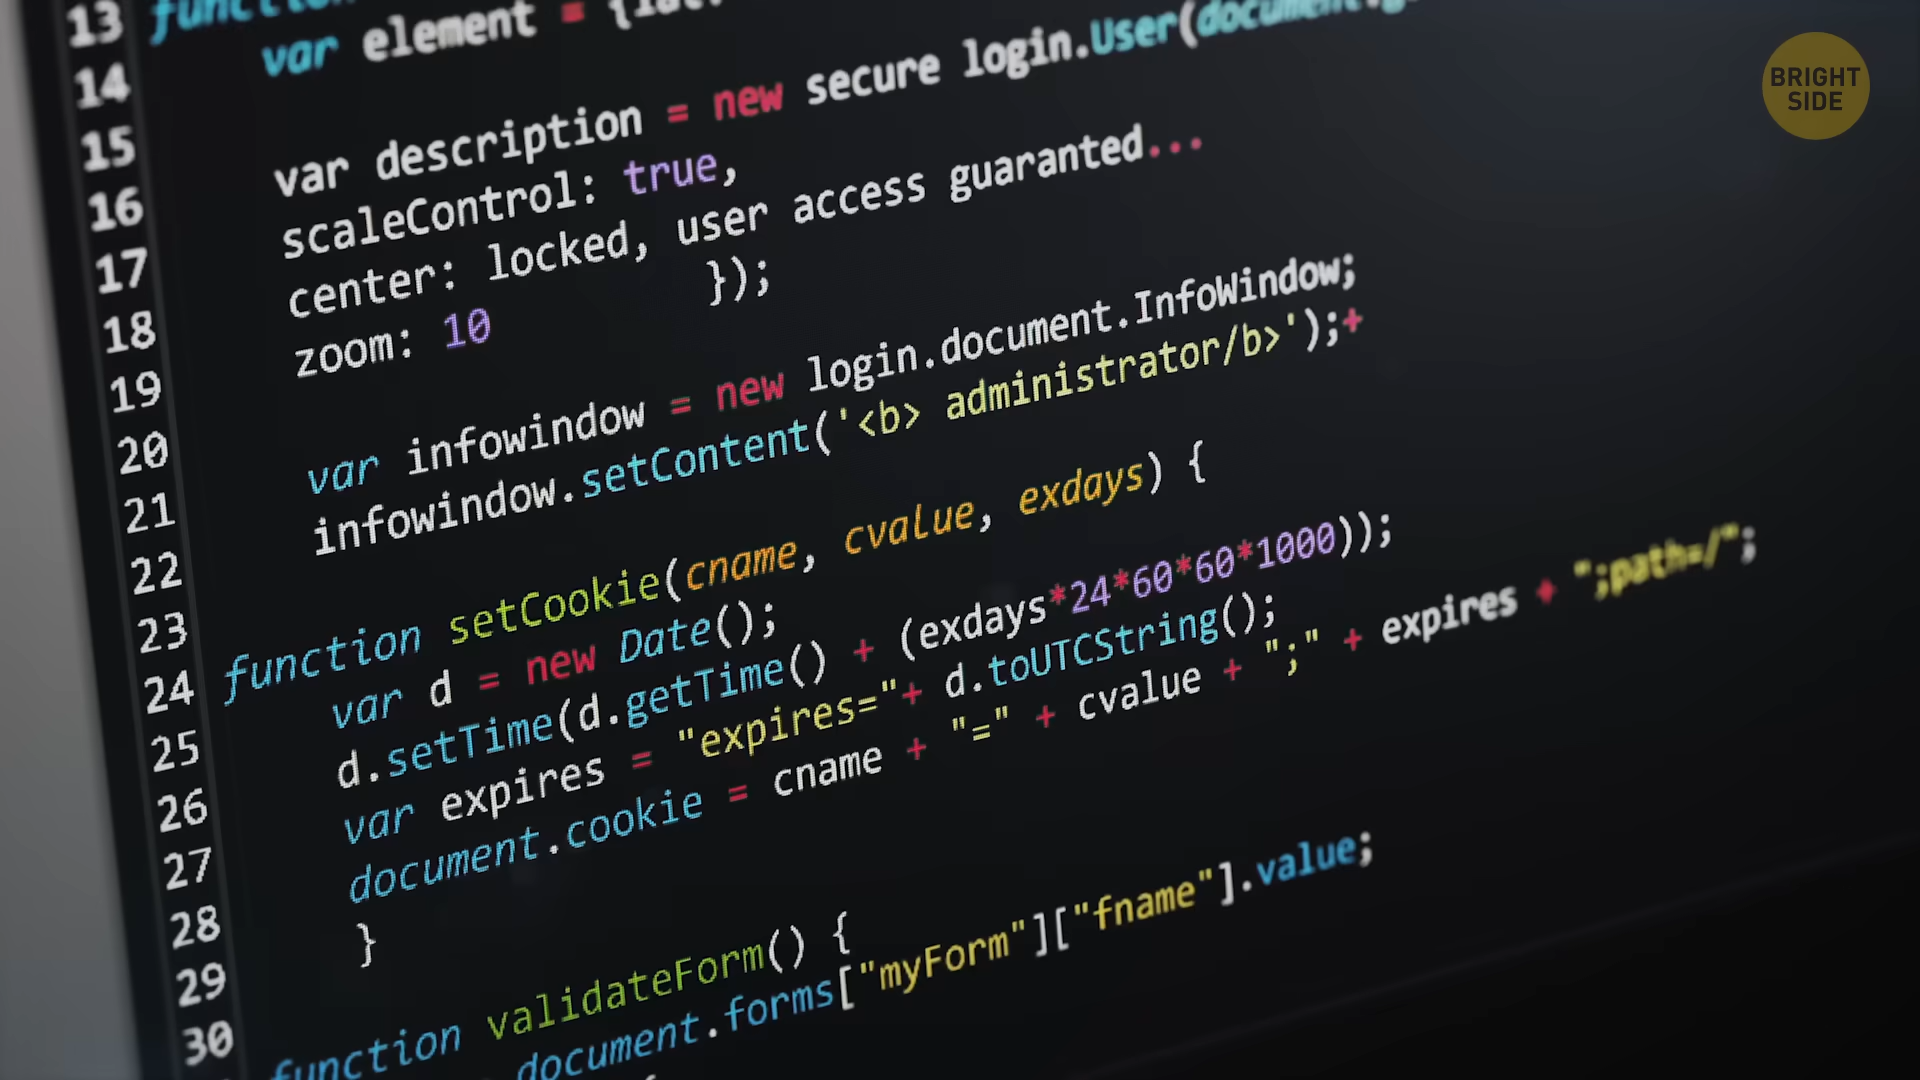 BRIGHT
SIDE
13 function
14 var element = {lat:
15
16 var description = new secure login.User(document.g
17 scaleControl: true,
18 center: locked, user access guaranted...
19 zoom: 10 });
20
21 var infowindow = new login.document.InfoWindow;
22 infowindow.setContent('<b> administrator/b>');+
23
24 function setCookie(cname, cvalue, exdays) {
25 var d = new Date();
26 d.setTime(d.getTime() + (exdays*24*60*60*1000));
27 var expires = "expires="+ d.toUTCString();
28 document.cookie = cname + "=" + cvalue + ";" + expires + ";path=/";
29 }
30
function validateForm() {
document.forms["myForm"]["fname"].value;
{